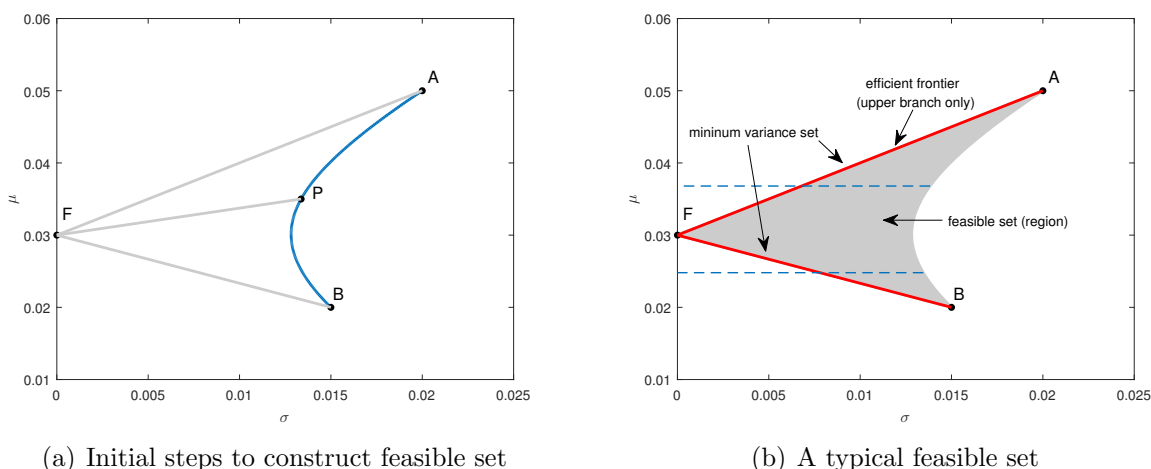 0.06
0.05
0.04
0.03
0.02
0.01
μ
0
0.005
0.01
0.015
0.02
0.025
σ
A
P
F
B
(a) Initial steps to construct feasible set
0.06
0.05
0.04
0.03
0.02
0.01
μ
0
0.005
0.01
0.015
0.02
0.025
σ
efficient frontier
(upper branch only)
A
mininum variance set
F
feasible set (region)
B
(b) A typical feasible set